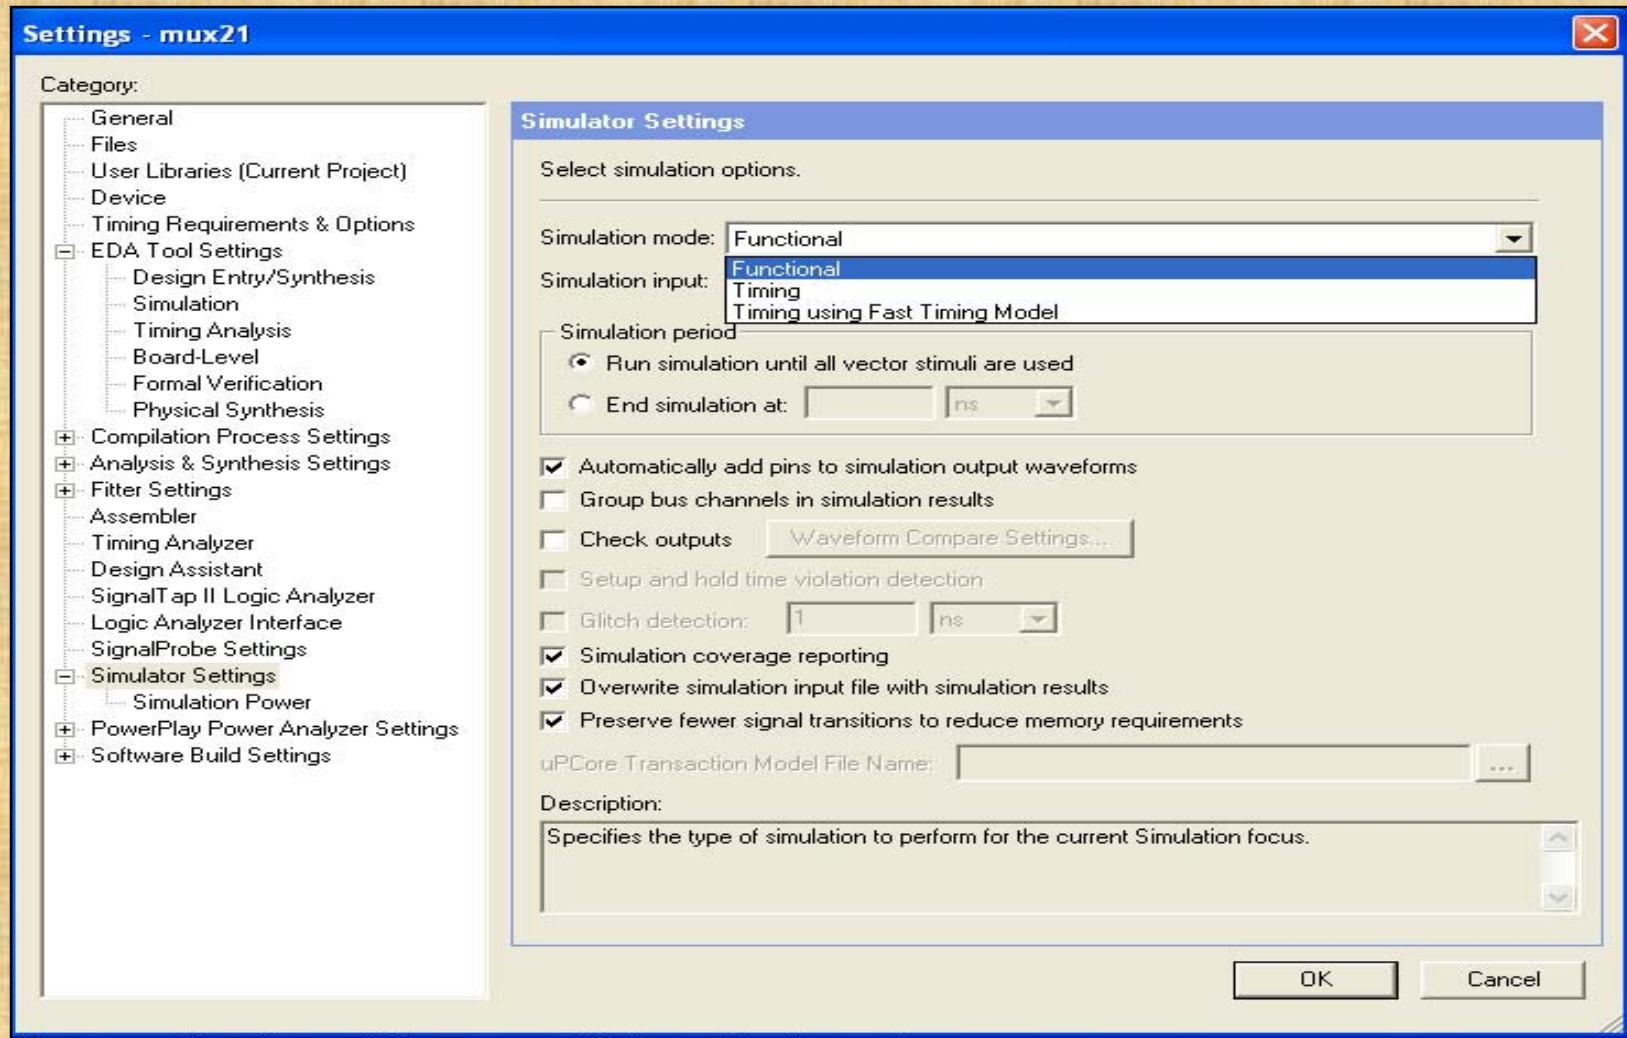 Settings - mux21
Category:
General
Files
User Libraries (Current Project)
Device
Timing Requirements & Options
EDA Tool Settings
Design Entry/Synthesis
Simulation
Timing Analysis
Board-Level
Formal Verification
Physical Synthesis
Compilation Process Settings
Analysis & Synthesis Settings
Fitter Settings
Assembler
Timing Analyzer
Design Assistant
SignalTap II Logic Analyzer
Logic Analyzer Interface
SignalProbe Settings
Simulator Settings
Simulation Power
PowerPlay Power Analyzer Settings
Software Build Settings
Simulator Settings
Select simulation options.
Simulation mode: Functional
Functional
Simulation input:
Timing
Timing using Fast Timing Model
Simulation period
Run simulation until all vector stimuli are used
End simulation at: ns
Automatically add pins to simulation output waveforms
Group bus channels in simulation results
Check outputs Waveform Compare Settings...
Setup and hold time violation detection
Glitch detection: 1 ns
Simulation coverage reporting
Overwrite simulation input file with simulation results
Preserve fewer signal transitions to reduce memory requirements
uPCore Transaction Model File Name: ...
Description:
Specifies the type of simulation to perform for the current Simulation focus.
OK Cancel